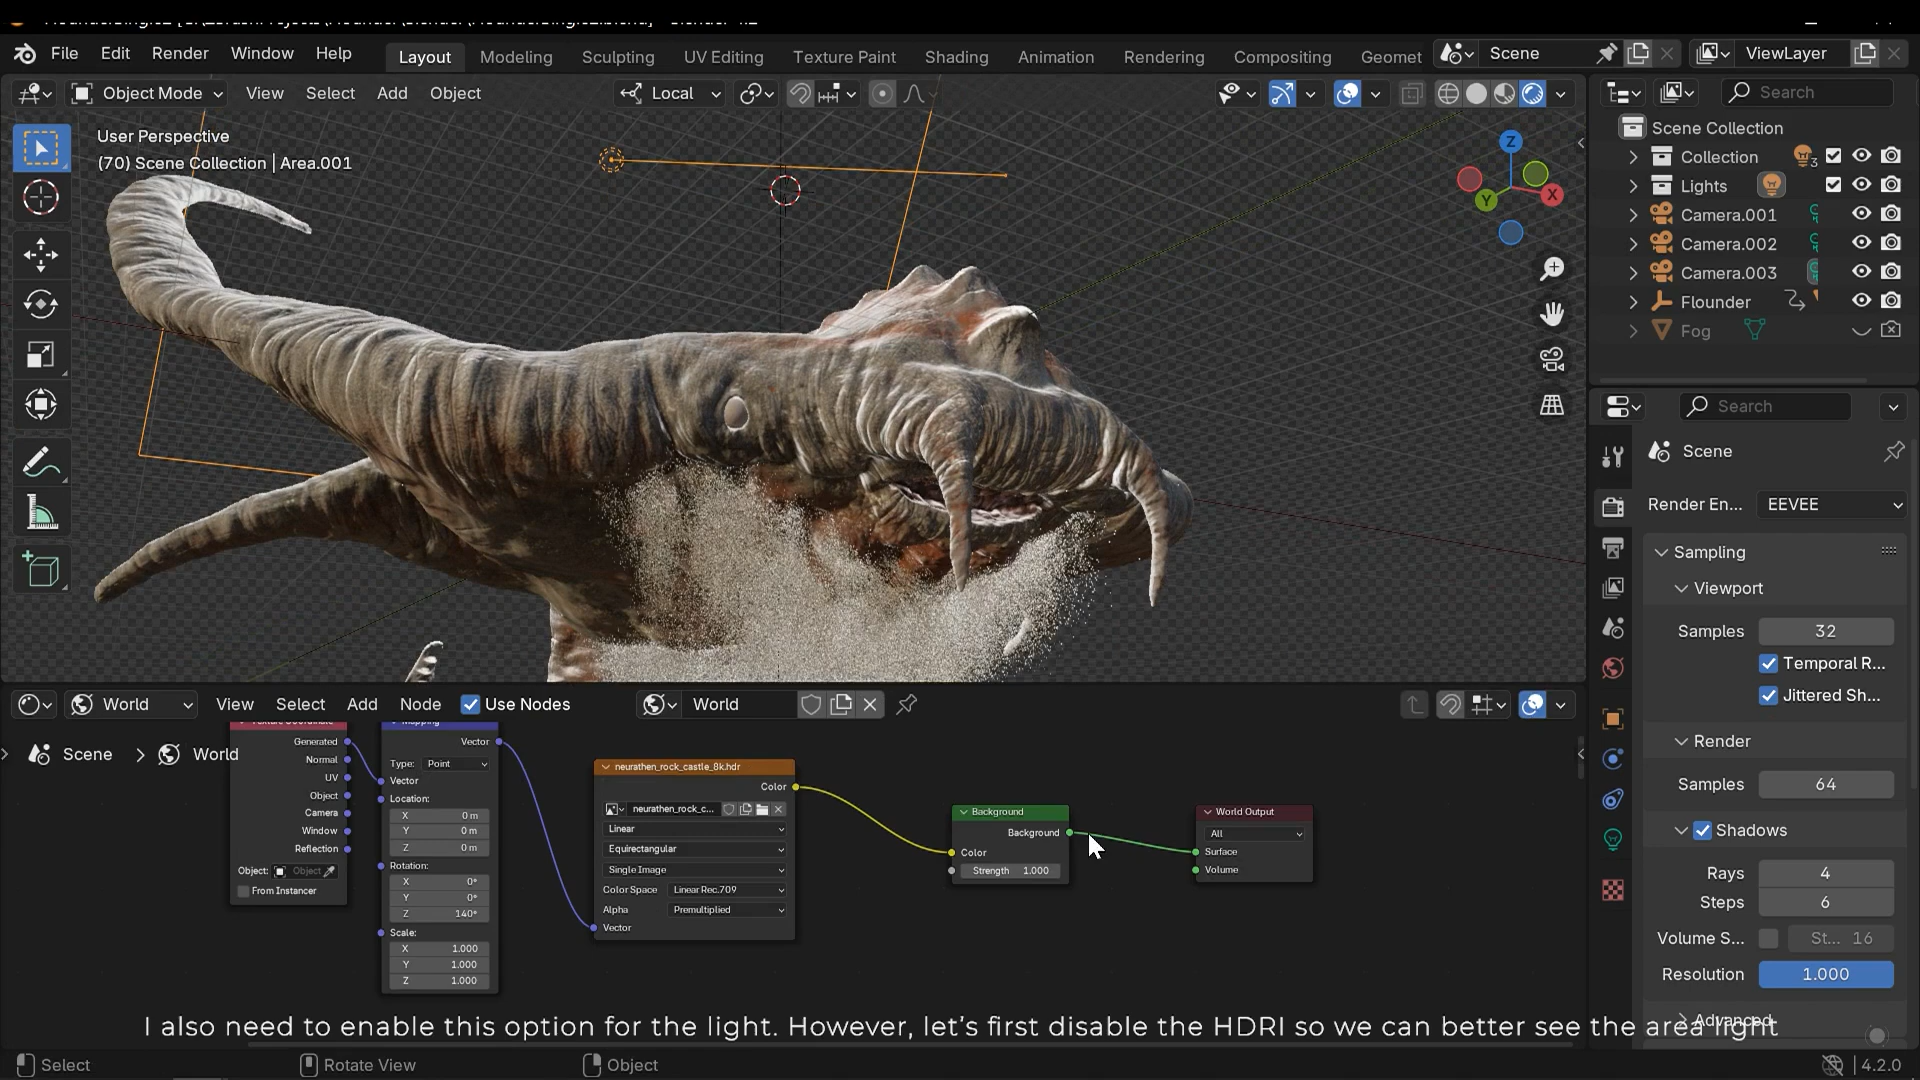 File Edit Render Window Help Layout Modeling Sculpting UV Editing Texture Paint Shading Animation Rendering Compositing Geomet Scene ViewLayer
Object Mode View Select Add Object Local Search
User Perspective
(70) Scene Collection | Area.001
Z
X
Y
Scene Collection
Collection 3
Lights
Camera.001
Camera.002
Camera.003
Flounder
Fog
Search
Scene
Render En... EEVEE
Sampling
Viewport
Samples 32
Temporal R...
Jittered Sh...
Render
Samples 64
Shadows
Rays 4
Steps 6
Volume S... St... 16
Resolution 1.000
Advanced
World View Select Add Node Use Nodes World
Scene > World
Texture Coordinate
Generated
Normal
UV
Object
Camera
Window
Reflection
Object: Object
From Instancer
Mapping
Vector
Type: Point
Vector
Location:
X 0 m
Y 0 m
Z 0 m
Rotation:
X 0°
Y 0°
Z 140°
Scale:
X 1.000
Y 1.000
Z 1.000
neurathen_rock_castle_8k.hdr
Color
neurathen_rock_c...
Linear
Equirectangular
Single Image
Color Space Linear Rec.709
Alpha Premultiplied
Vector
Background
Background
Color
Strength 1.000
World Output
All
Surface
Volume
I also need to enable this option for the light. However, let's first disable the HDRI so we can better see the area light
Select Rotate View Object 4.2.0